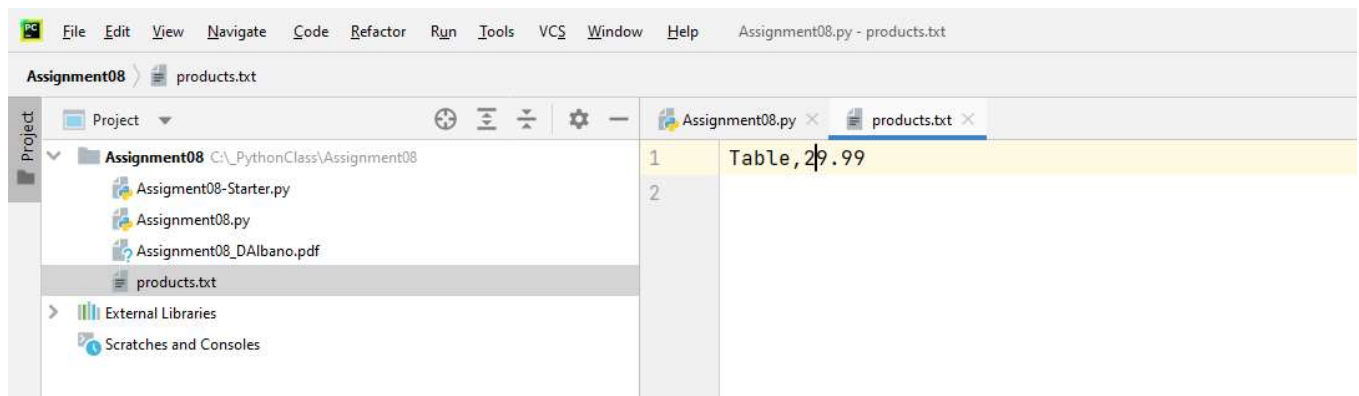 PC File Edit View Navigate Code Refactor Run Tools VCS Window Help Assignment08.py - products.txt
Assignment08 products.txt
Project
Project
Assignment08.py products.txt
Assignment08 C:\_PythonClass\Assignment08
Assigment08-Starter.py
Assignment08.py
Assignment08_DAlbano.pdf
products.txt
External Libraries
Scratches and Consoles
1 Table,29.99
2